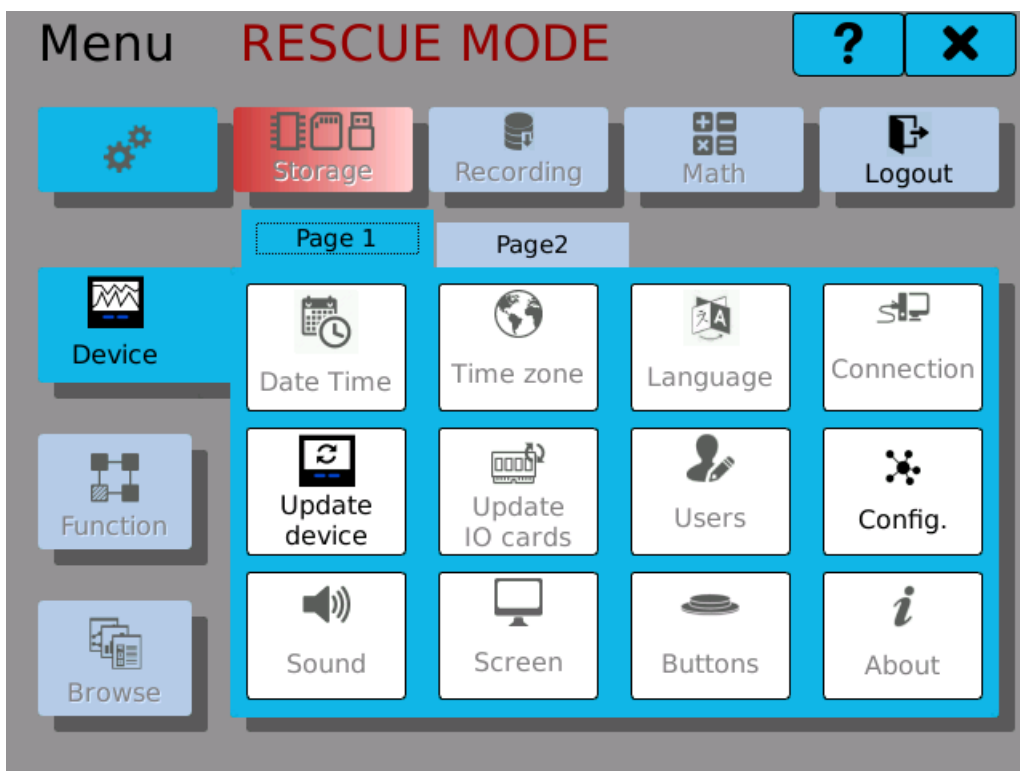 Menu RESCUE MODE ?
Storage Recording Math Logout
Page 1 Page2
Device
Date Time Time zone Language Connection
Update
device
Update
IO cards
Users Config.
Function
Sound Screen Buttons About
Browse